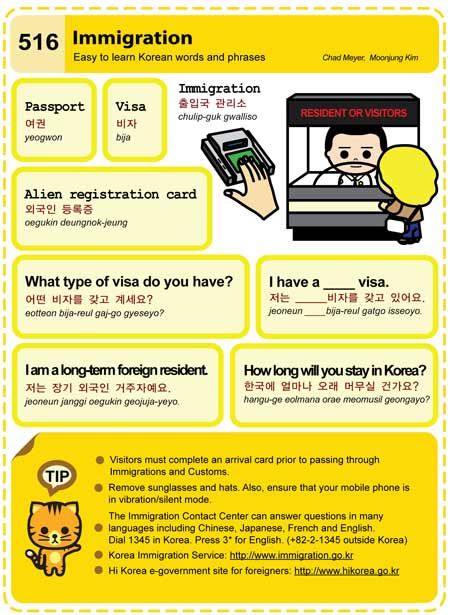 516 Immigration
Easy to learn Korean words and phrases
Chad Meyer, Moonjung Kim
Passport
여권
yeogwon
Visa
비자
bija
Immigration
출입국 관리소
chulip-guk gwalliso
RESIDENT OR VISITORS
Alien registration card
외국인 등록증
oegukin deungnok-jeung
What type of visa do you have?
어떤 비자를 갖고 계세요?
eotteon bija-reul gaj-go gyeseyo?
I have a ____ visa.
저는 _____비자를 갖고 있어요.
jeoneun ____bija-reul gatgo isseoyo.
I am a long-term foreign resident.
저는 장기 외국인 거주자예요.
jeoneun janggi oegukin geojuja-yeyo.
How long will you stay in Korea?
한국에 얼마나 오래 머무실 건가요?
hangu-ge eolmana orae meomusil geongayo?
TIP
Visitors must complete an arrival card prior to passing through
Immigrations and Customs.
Remove sunglasses and hats. Also, ensure that your mobile phone is
in vibration/silent mode.
The Immigration Contact Center can answer questions in many
languages including Chinese, Japanese, French and English.
Dial 1345 in Korea. Press 3* for English. (+82-2-1345 outside Korea)
Korea Immigration Service: http://www.immigration.go.kr
Hi Korea e-government site for foreigners: http://www.hikorea.go.kr